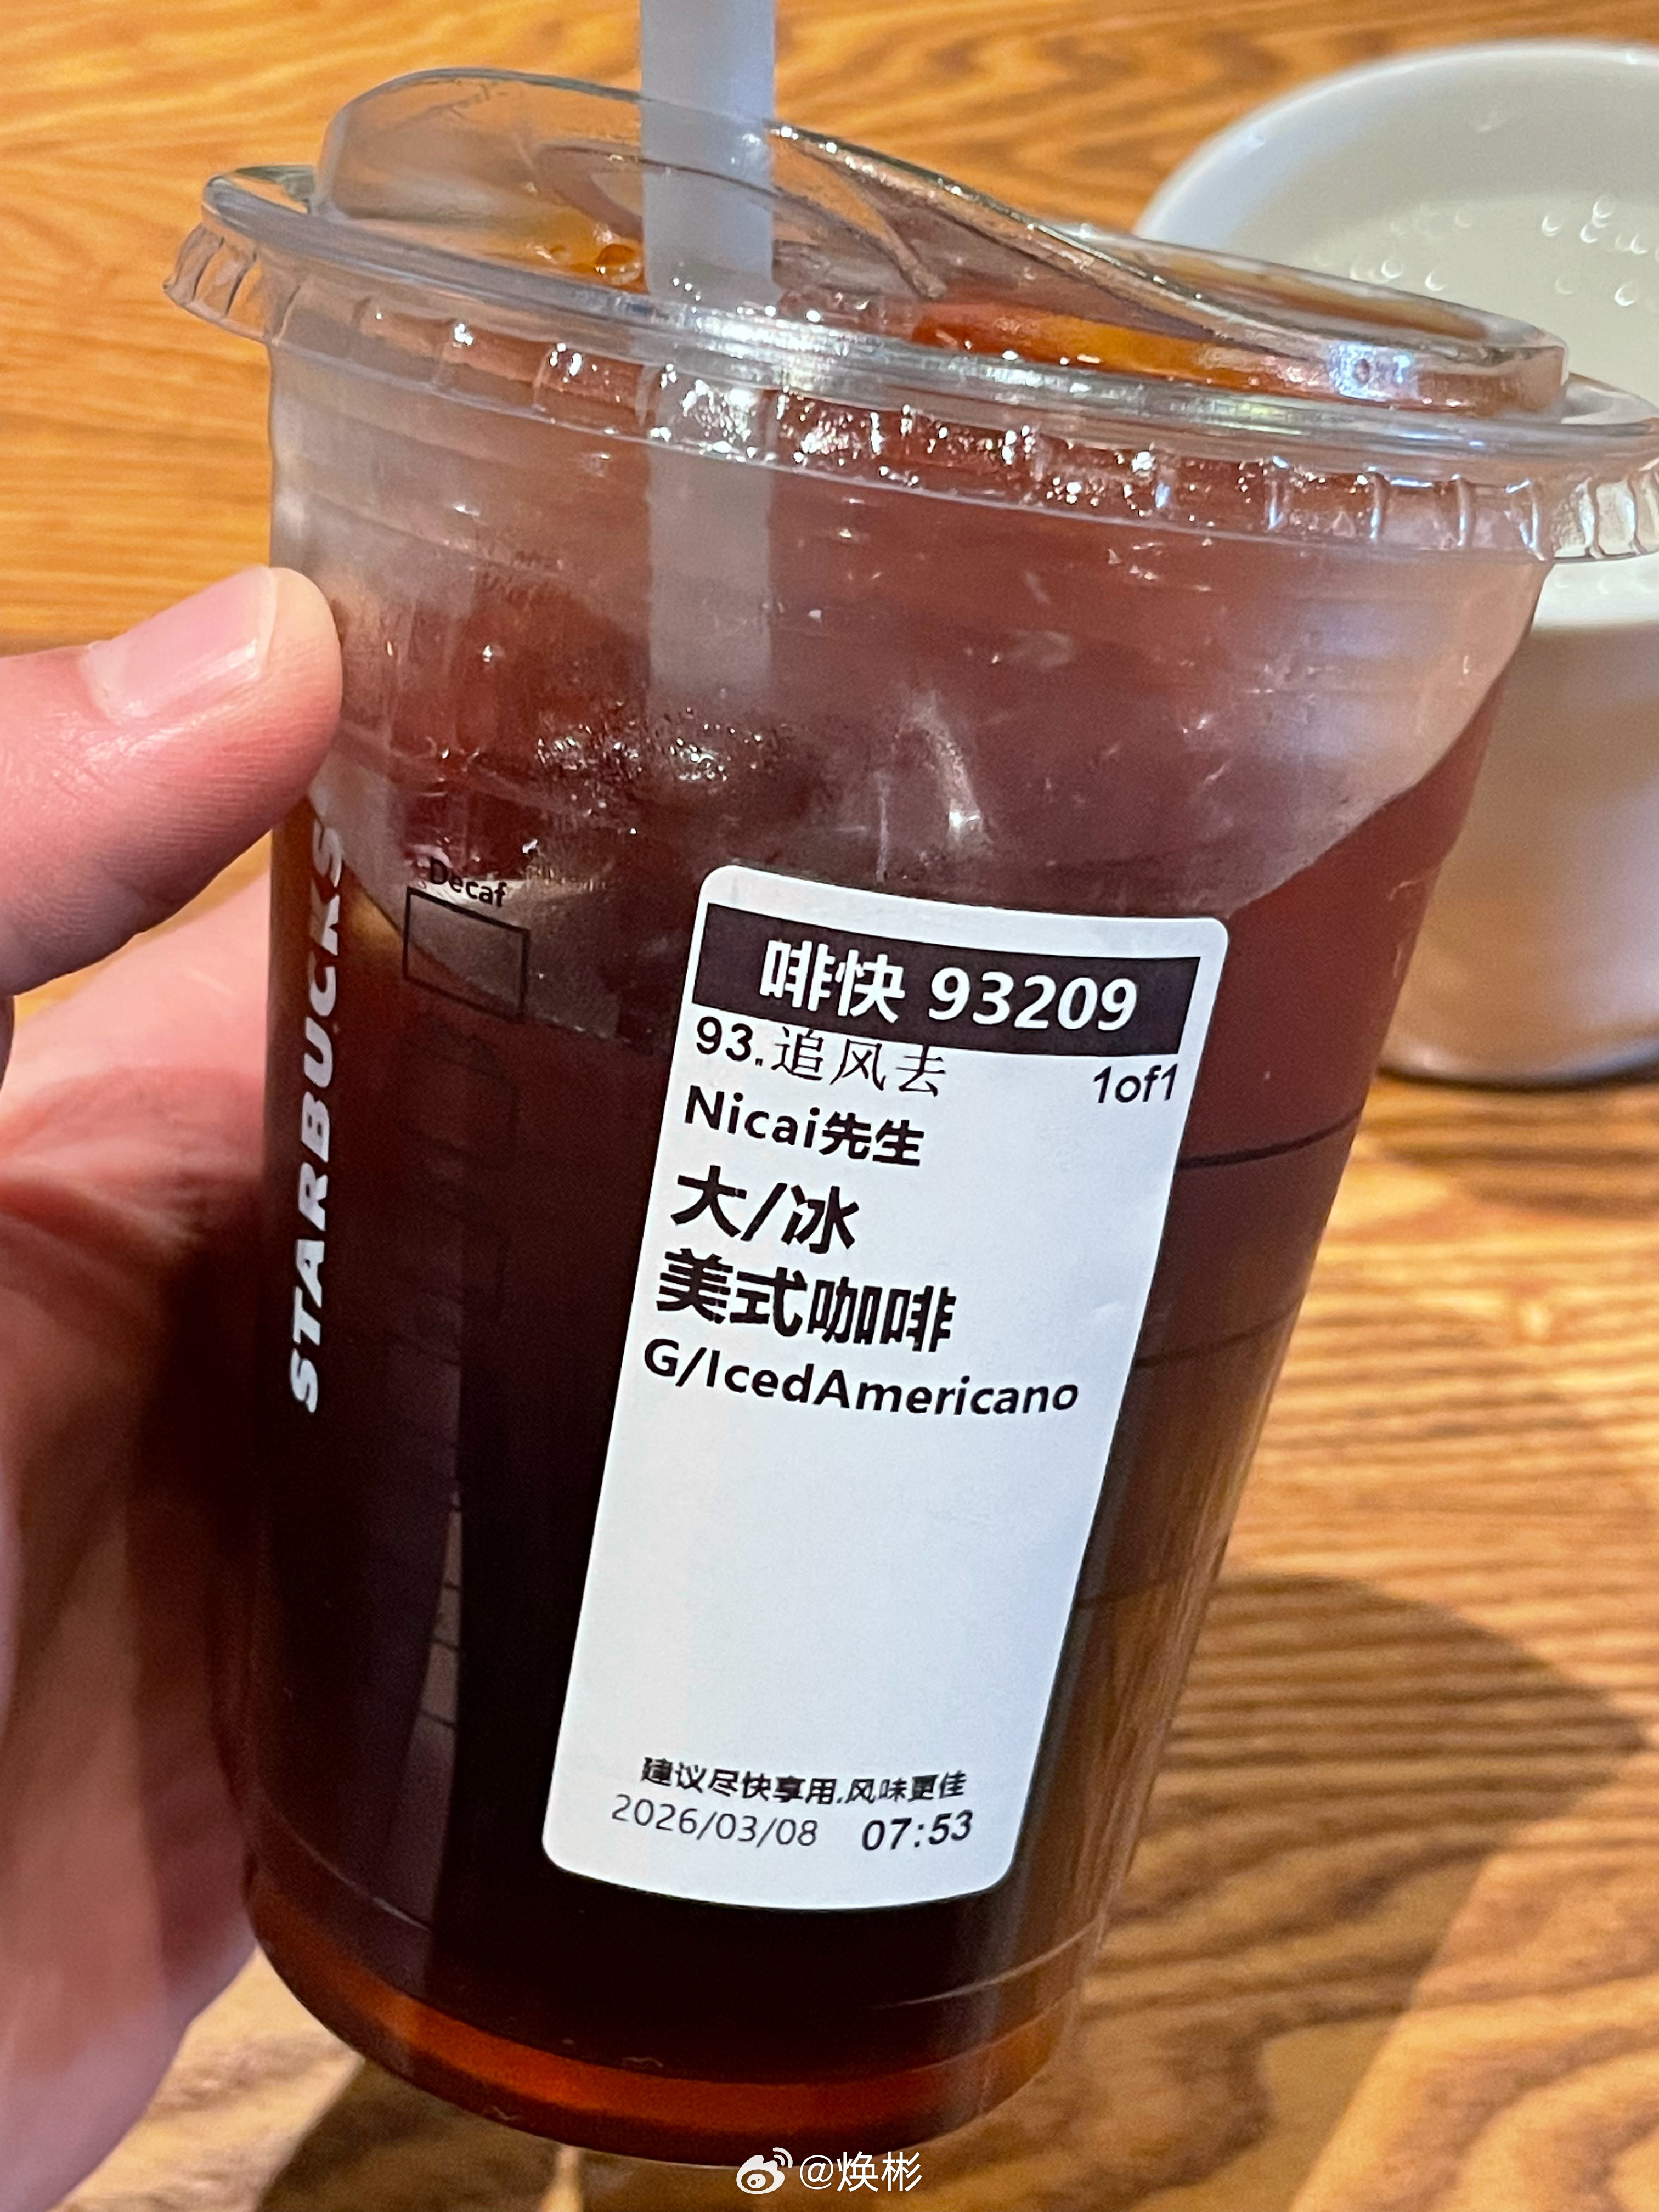 STARBUCKS
Decaf
啡快 93209
93.追风去
1of1
Nicai先生
大/冰
美式咖啡
G/IcedAmericano
建议尽快享用,风味更佳
2026/03/08 07:53
@焕彬